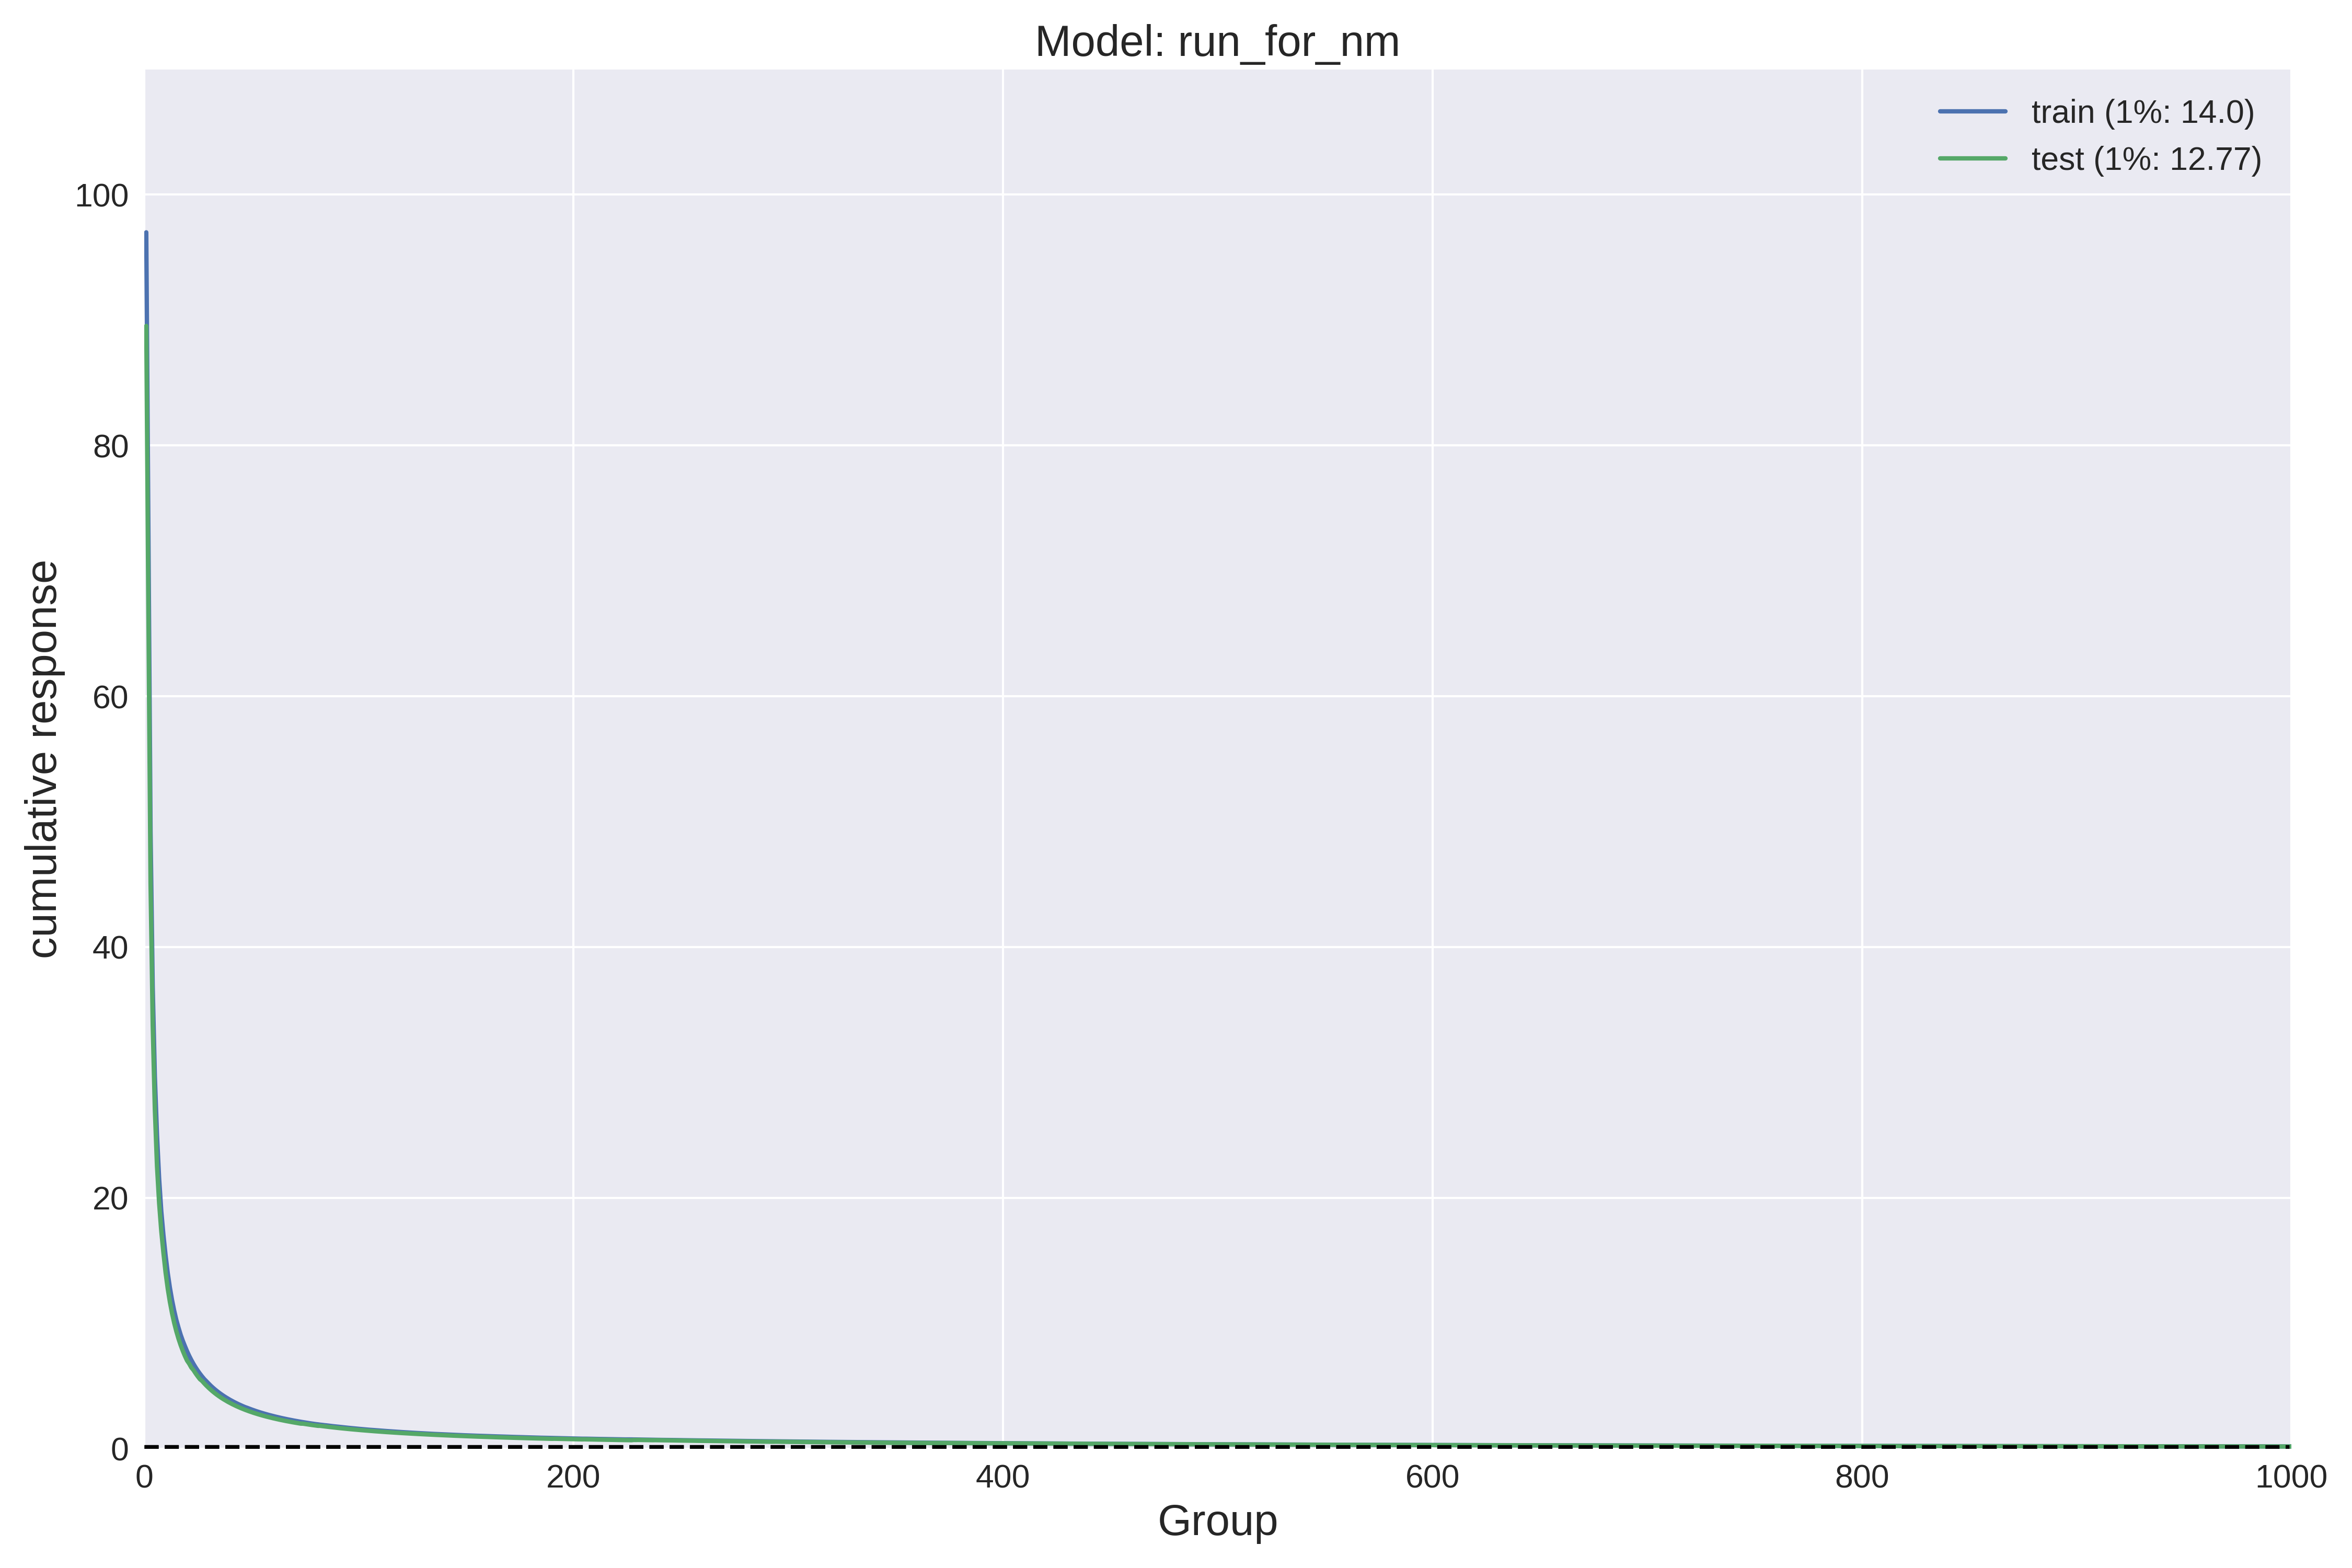 Model: run_for_nm
train (1%: 14.0)
test (1%: 12.77)
cumulative response
100
80
60
40
20
0
0 200 400 600 800 1000
Group